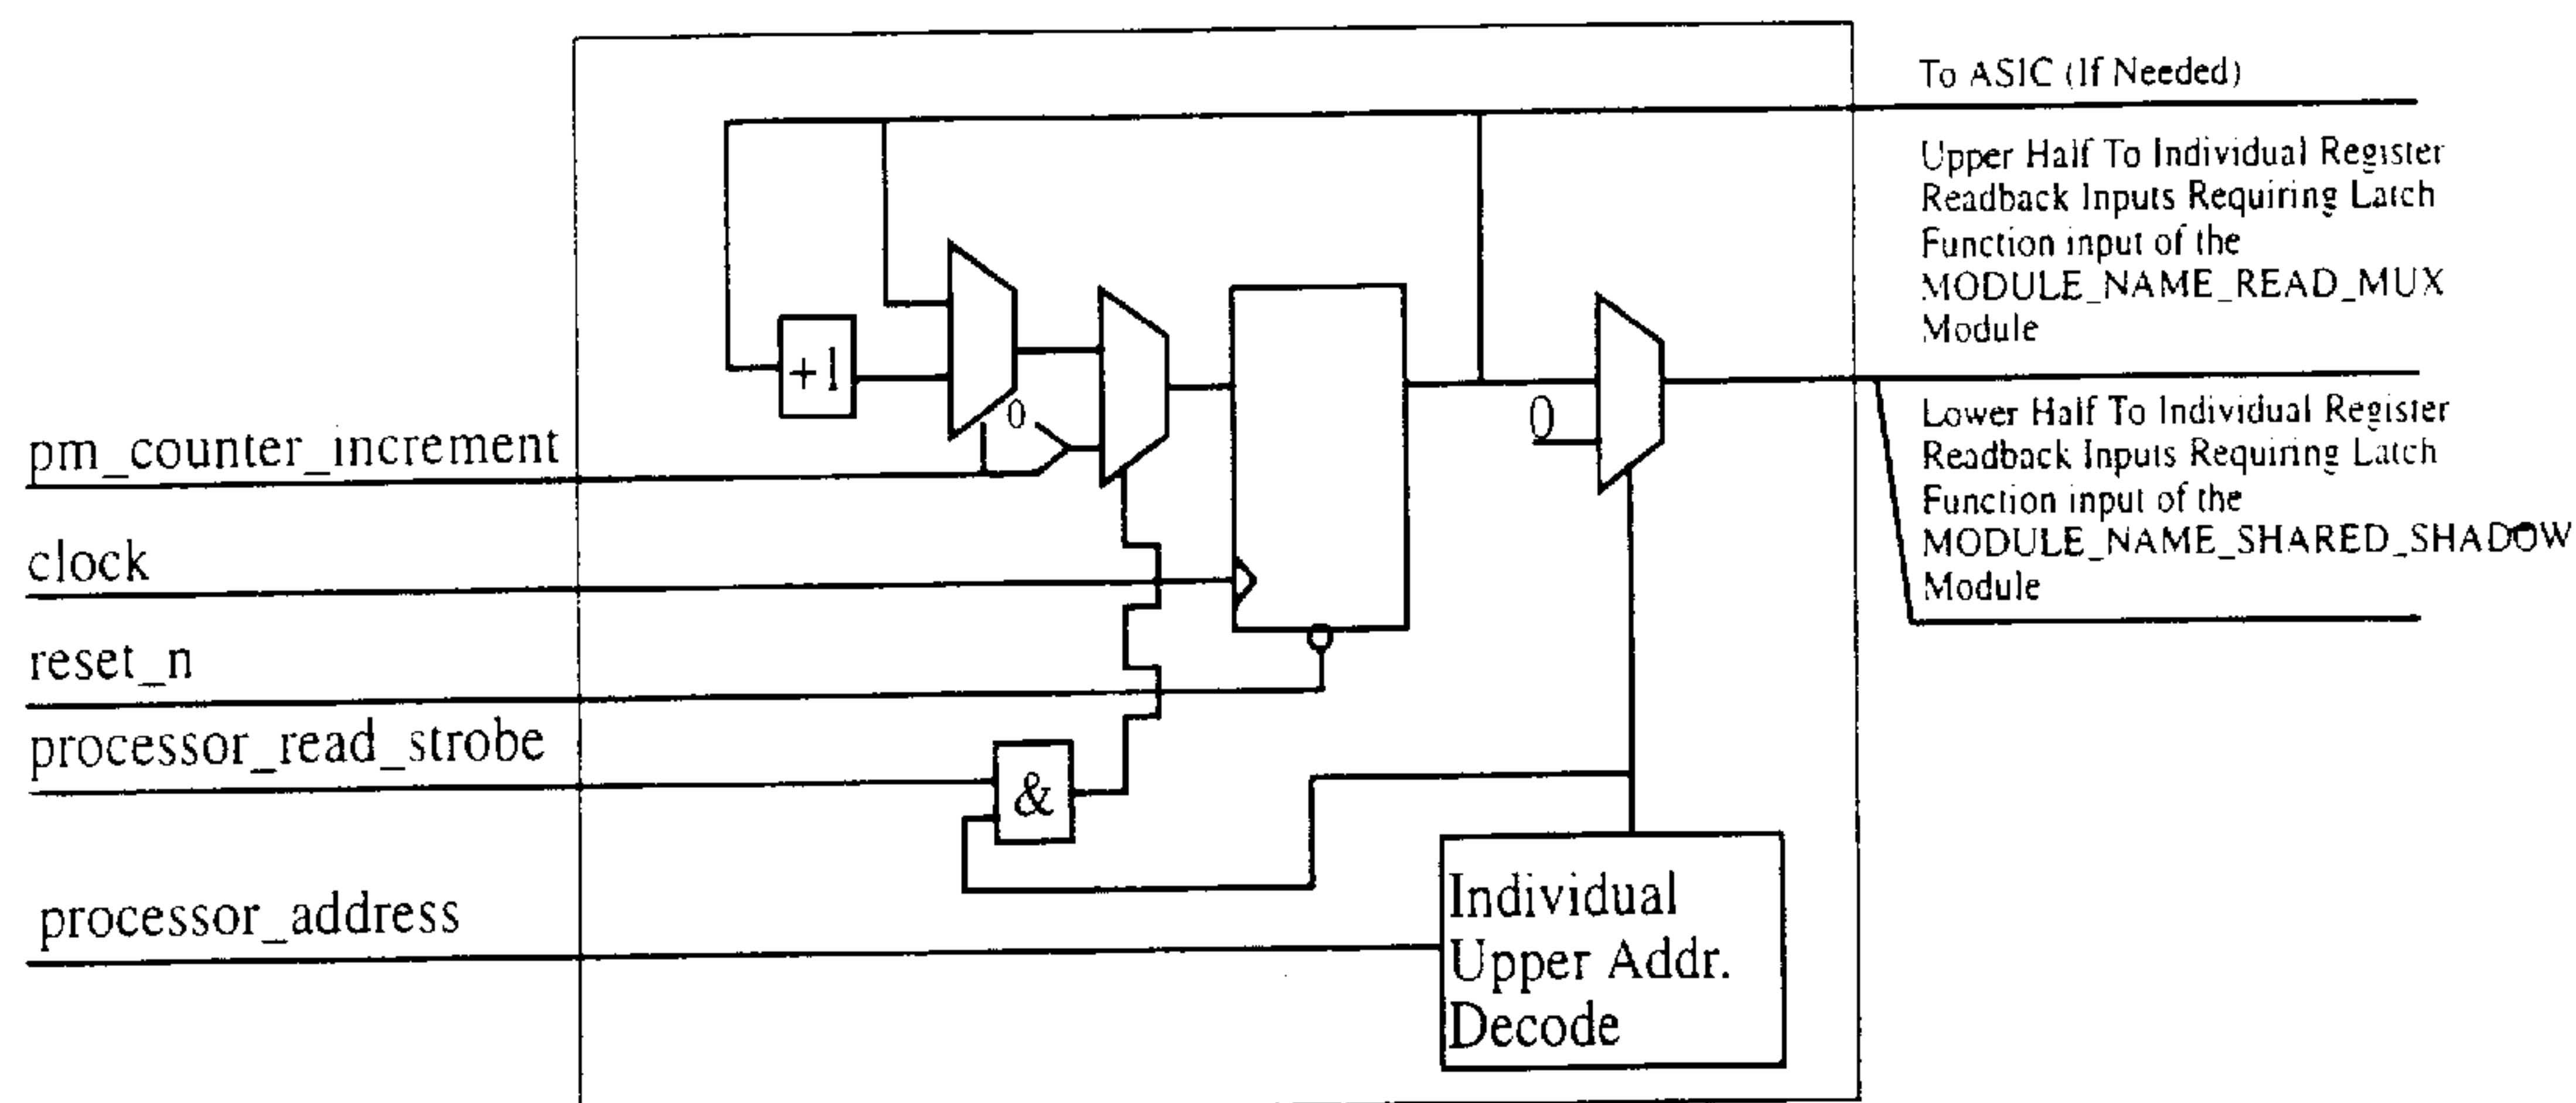 To ASIC (If Needed)
Upper Half To Individual Register
Readback Inputs Requiring Latch
Function input of the
MODULE_NAME_READ_MUX
Module
+1
0
0
pm_counter_increment
Lower Half To Individual Register
Readback Inputs Requiring Latch
Function input of the
MODULE_NAME_SHARED_SHADOW
Module
clock
reset_n
processor_read_strobe
&
processor_address
Individual
Upper Addr.
Decode